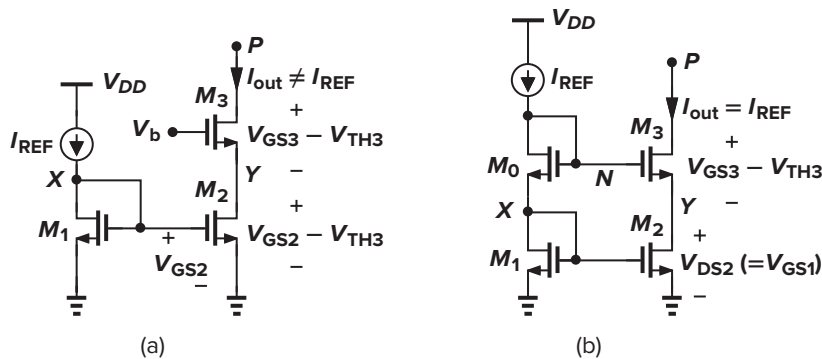 V_DD
I_REF
X
M_1
V_b
M_3
P
I_out ≠ I_REF
+
V_GS3 − V_TH3
−
Y
M_2
+
V_GS2 − V_TH3
−
+
V_GS2
−
(a)
V_DD
I_REF
M_0
X
M_1
N
P
I_out = I_REF
M_3
+
V_GS3 − V_TH3
−
Y
M_2
+
V_DS2 (=V_GS1)
−
(b)